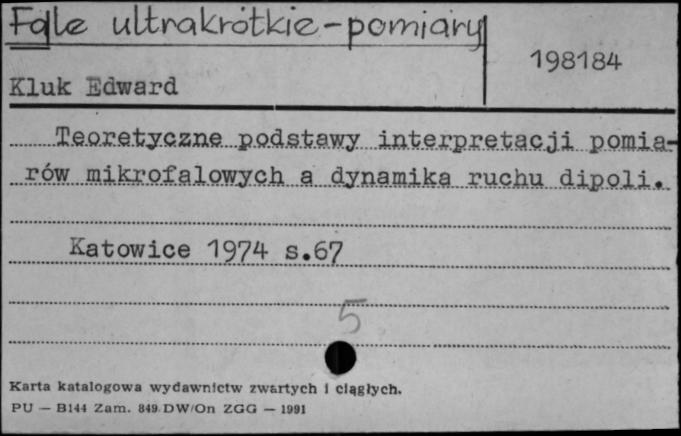 Fale ultrakrótkie-pomiary
198184
Kluk Edward
Teoretyczne podstawy interpretacji pomia-
rów mikrofalowych a dynamika ruchu dipoli.
Katowice 1974 s.67
5
Karta katalogowa wydawnictw zwartych i ciągłych.
PU — B144 Zam. 849 DW/On ZGG — 1991